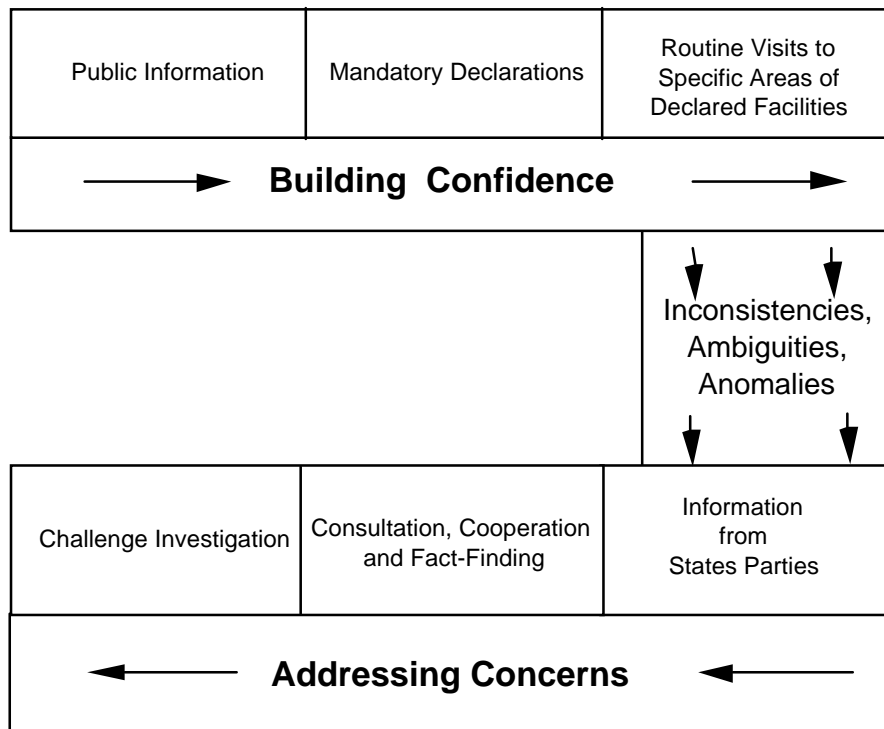 Public Information
Mandatory Declarations
Routine Visits to
Specific Areas of
Declared Facilities
Building Confidence
Inconsistencies,
Ambiguities,
Anomalies
Challenge Investigation
Consultation, Cooperation
and Fact-Finding
Information
from
States Parties
Addressing Concerns